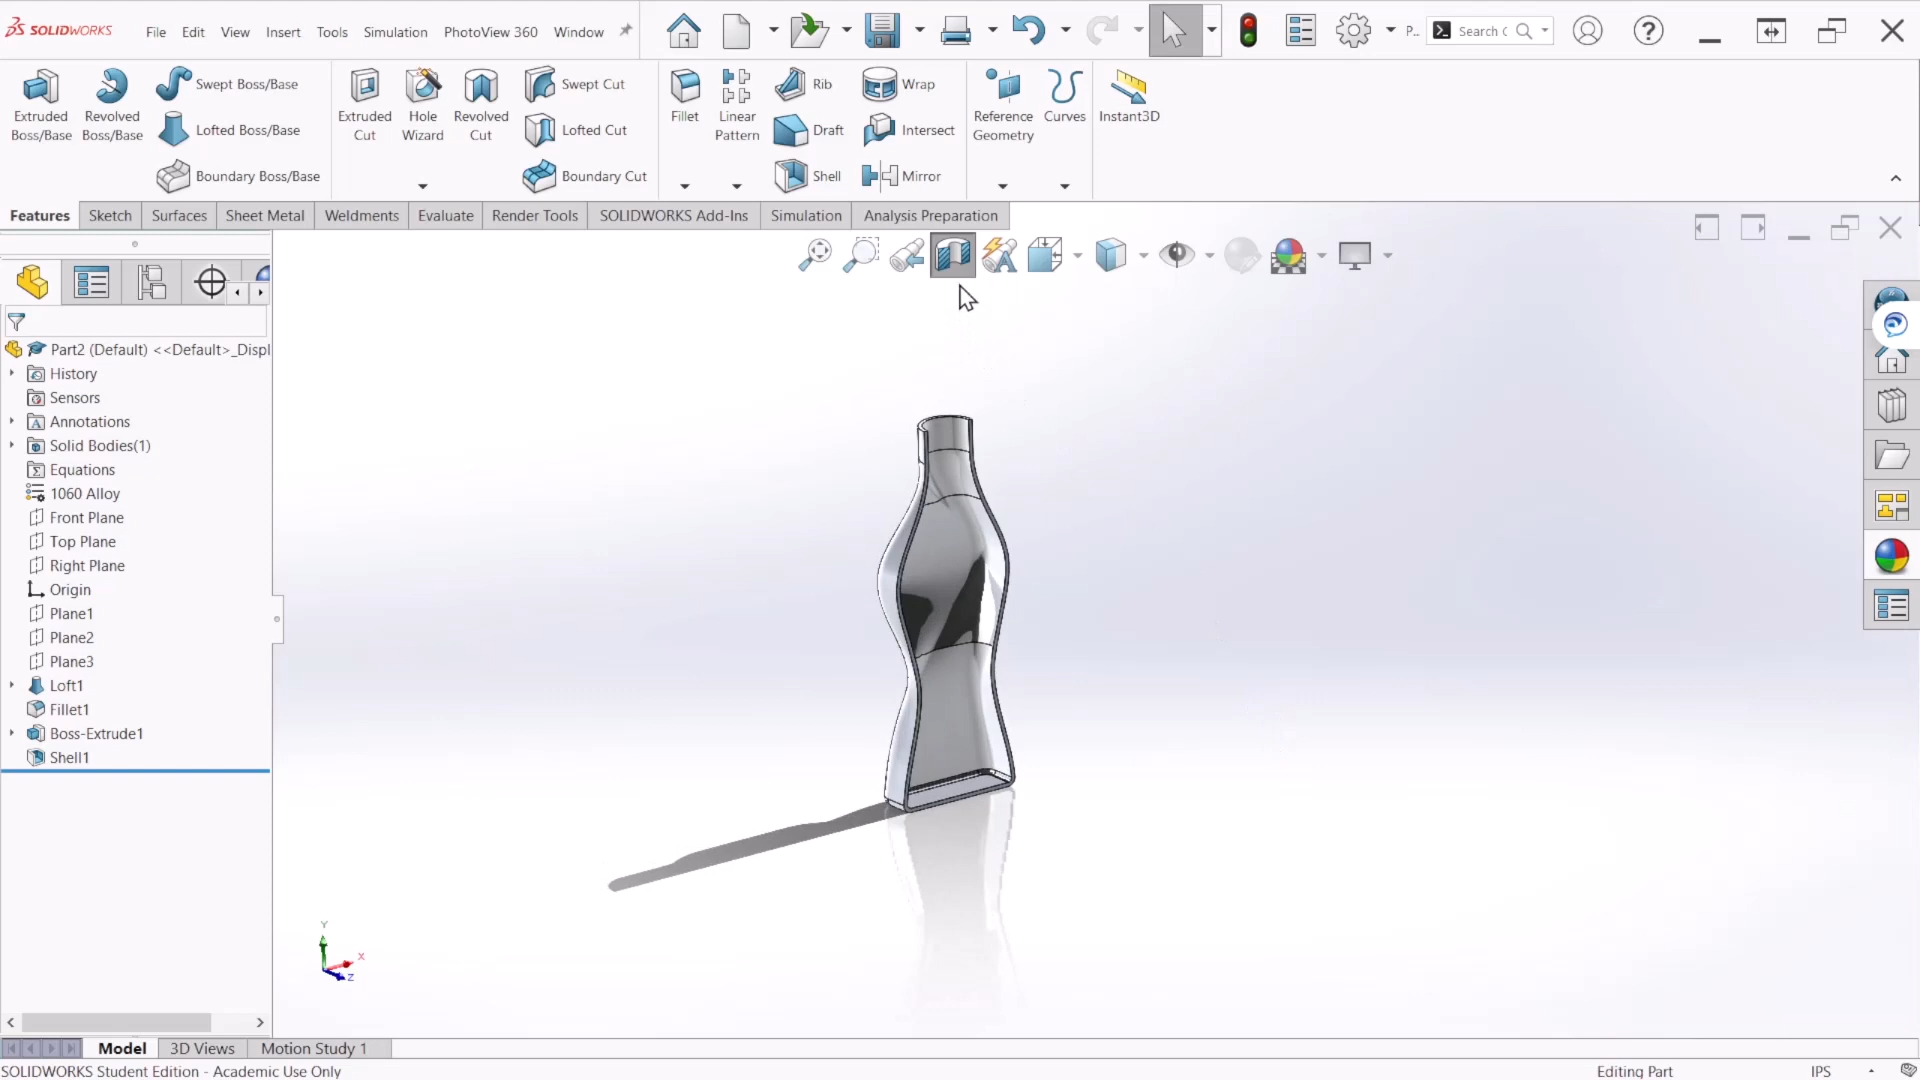 SOLIDWORKS
File Edit View Insert Tools Simulation PhotoView 360 Window
P...
Search C
Extruded Boss/Base
Revolved Boss/Base
Swept Boss/Base
Lofted Boss/Base
Boundary Boss/Base
Extruded Cut
Hole Wizard
Revolved Cut
Swept Cut
Lofted Cut
Boundary Cut
Fillet
Linear Pattern
Rib
Draft
Shell
Wrap
Intersect
Mirror
Reference Geometry
Curves
Instant3D
Features Sketch Surfaces Sheet Metal Weldments Evaluate Render Tools SOLIDWORKS Add-Ins Simulation Analysis Preparation
Part2 (Default) <<Default>_Displ
History
Sensors
Annotations
Solid Bodies(1)
Equations
1060 Alloy
Front Plane
Top Plane
Right Plane
Origin
Plane1
Plane2
Plane3
Loft1
Fillet1
Boss-Extrude1
Shell1
Y
X
Z
Model 3D Views Motion Study 1
SOLIDWORKS Student Edition - Academic Use Only
Editing Part
IPS